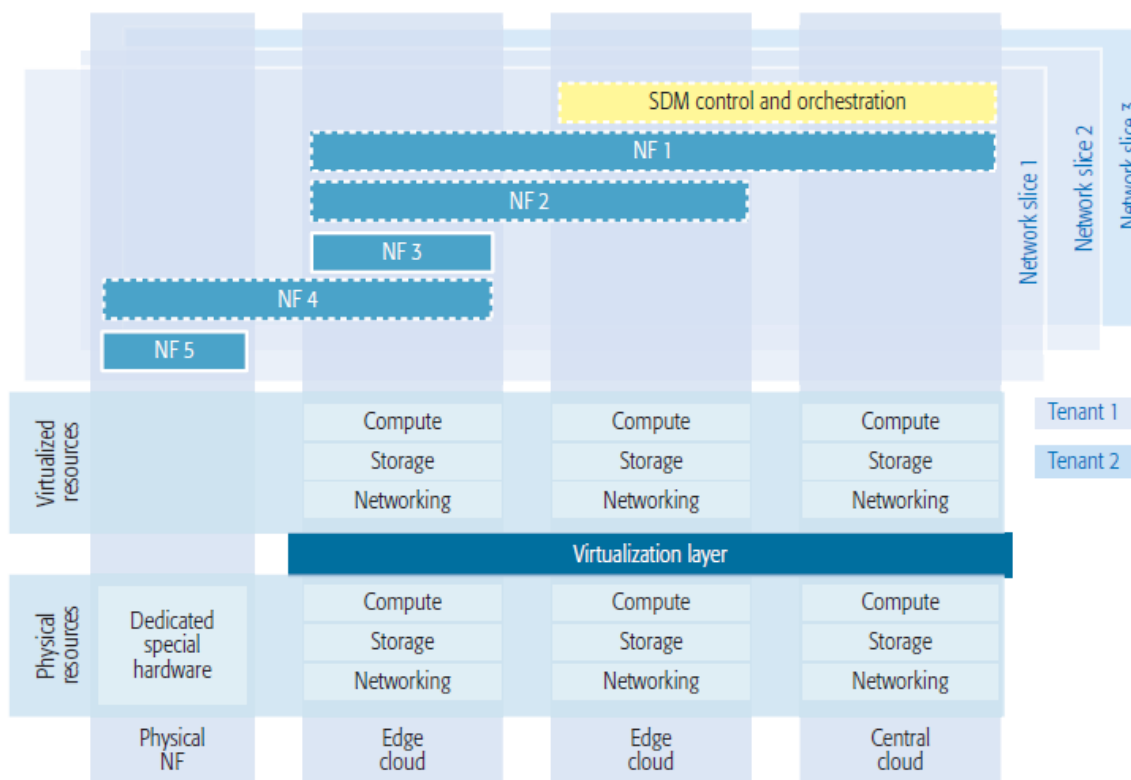 SDM control and orchestration
NF 1
NF 2
NF 3
NF 4
NF 5
Network slice 1
Network slice 2
Network slice 3
Virtualized
resources
Compute
Storage
Networking
Compute
Storage
Networking
Compute
Storage
Networking
Tenant 1
Tenant 2
Virtualization layer
Physical
resources
Dedicated
special
hardware
Compute
Storage
Networking
Compute
Storage
Networking
Compute
Storage
Networking
Physical
NF
Edge
cloud
Edge
cloud
Central
cloud